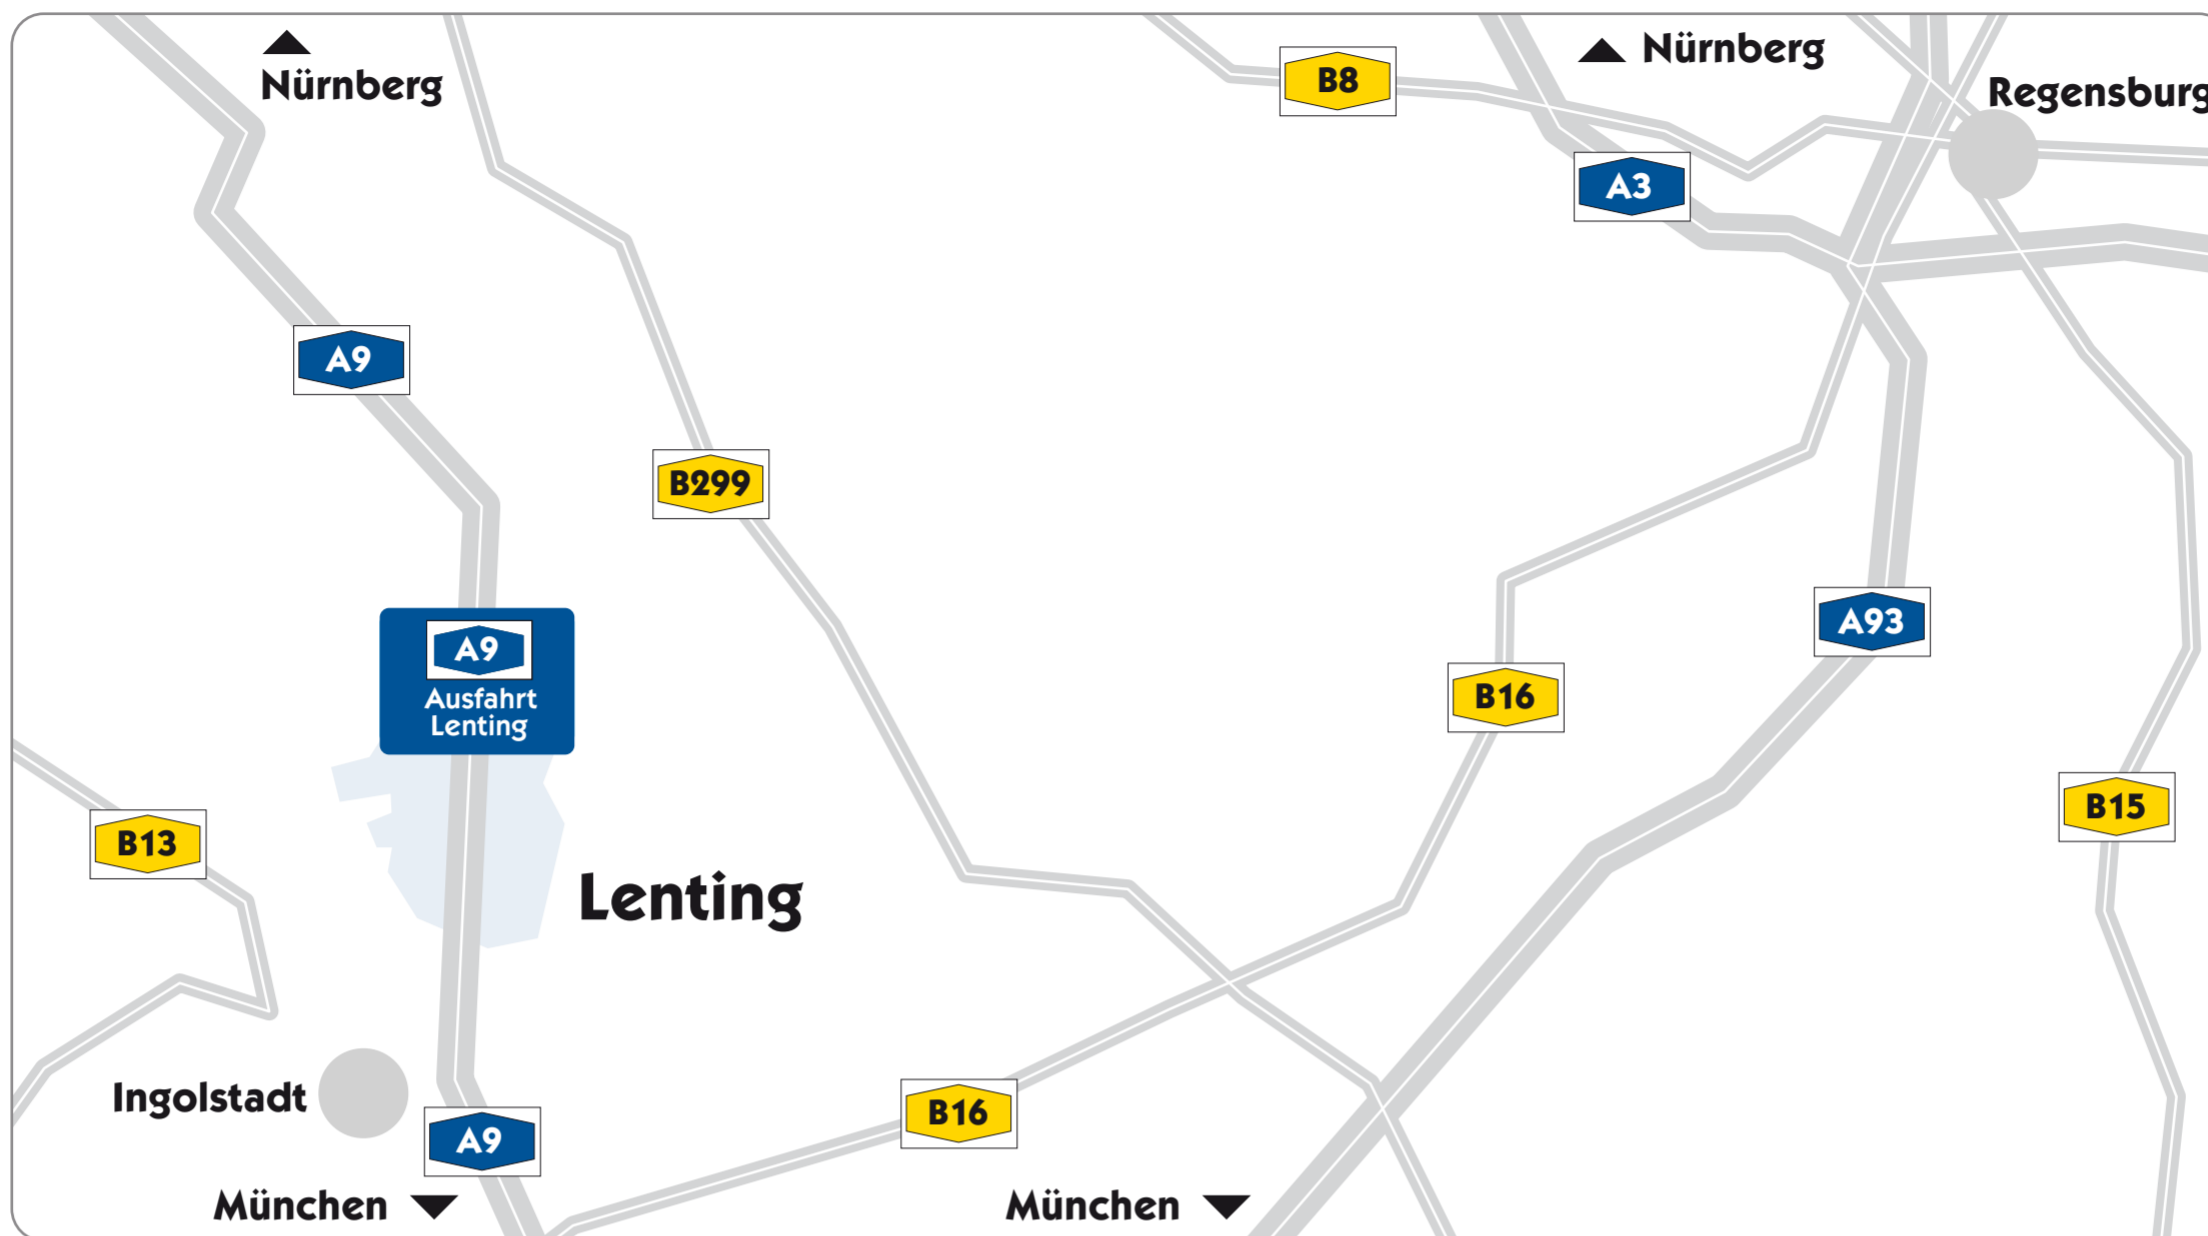 Nürnberg
B8
Nürnberg
Regensburg
A3
A9
B299
A9
Ausfahrt
Lenting
A93
B16
B15
B13
Lenting
Ingolstadt
B16
A9
München
München